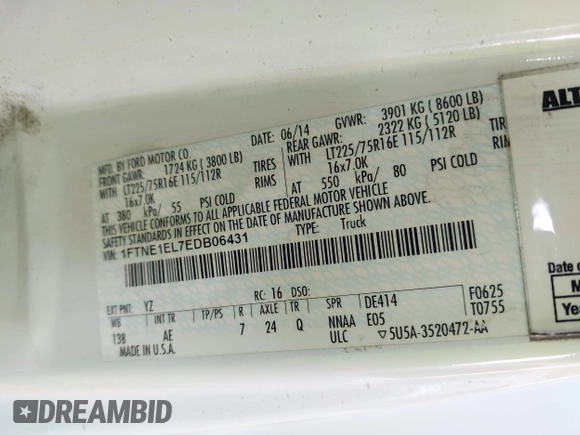 MFD. BY FORD MOTOR CO.
DATE: 06/14 GVWR: 3901 KG ( 8600 LB)
FRONT GAWR: 1724 KG ( 3800 LB) REAR GAWR: 2322 KG ( 5120 LB)
WITH LT225/75R16E 115/112R TIRES WITH LT225/75R16E 115/112R TIRES
16x7.0K RIMS 16x7.0K RIMS
AT 380 kPa/ 55 PSI COLD AT 550 kPa/ 80 PSI COLD
THIS VEHICLE CONFORMS TO ALL APPLICABLE FEDERAL MOTOR VEHICLE
SAFETY STANDARDS IN EFFECT ON THE DATE OF MANUFACTURE SHOWN ABOVE.
VIN: 1FTNE1EL7EDB06431 TYPE: Truck
EXT PNT: YZ RC: 16 DSO:
WB TP/PS R AXLE TR SPR DE414 F0625
138 AE 7 24 Q NNAA E05 T0755
MADE IN U.S.A. ULC ▽5U5A-3520472-AA
ALT
M
Yea
DREAMBID